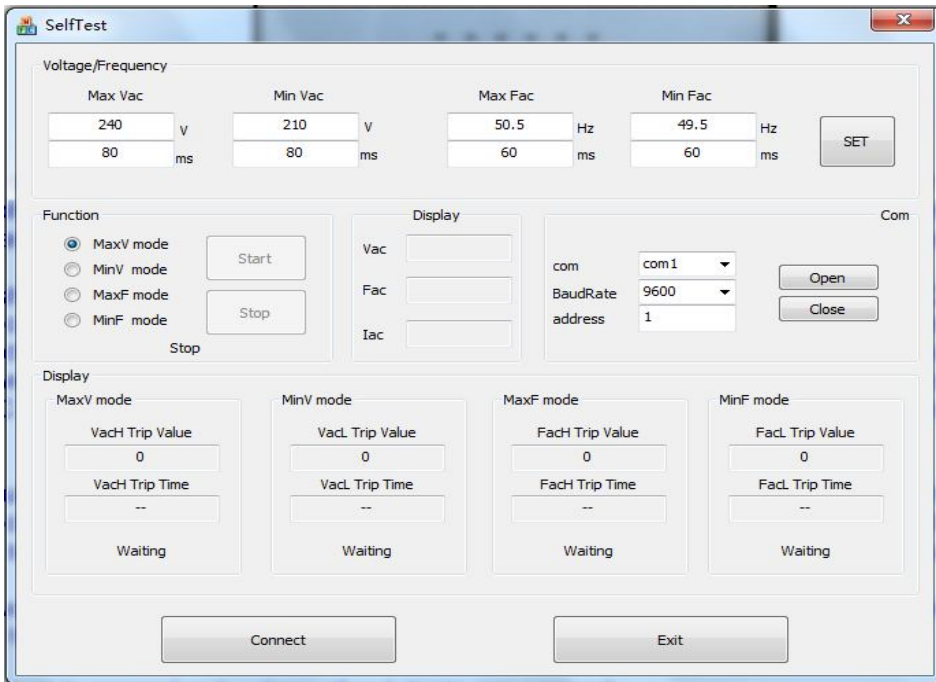 SelfTest
Voltage/Frequency
Max Vac Min Vac Max Fac Min Fac
240 V 210 V 50.5 Hz 49.5 Hz
80 ms 80 ms 60 ms 60 ms
SET
Function
MaxV mode
MinV mode
MaxF mode
MinF mode
Start
Stop
Stop
Display
Vac
Fac
Iac
Com
com com1
BaudRate 9600
address 1
Open
Close
Display
MaxV mode
VacH Trip Value
0
VacH Trip Time
--
Waiting
MinV mode
VacL Trip Value
0
VacL Trip Time
--
Waiting
MaxF mode
FacH Trip Value
0
FacH Trip Time
--
Waiting
MinF mode
FacL Trip Value
0
FacL Trip Time
--
Waiting
Connect Exit